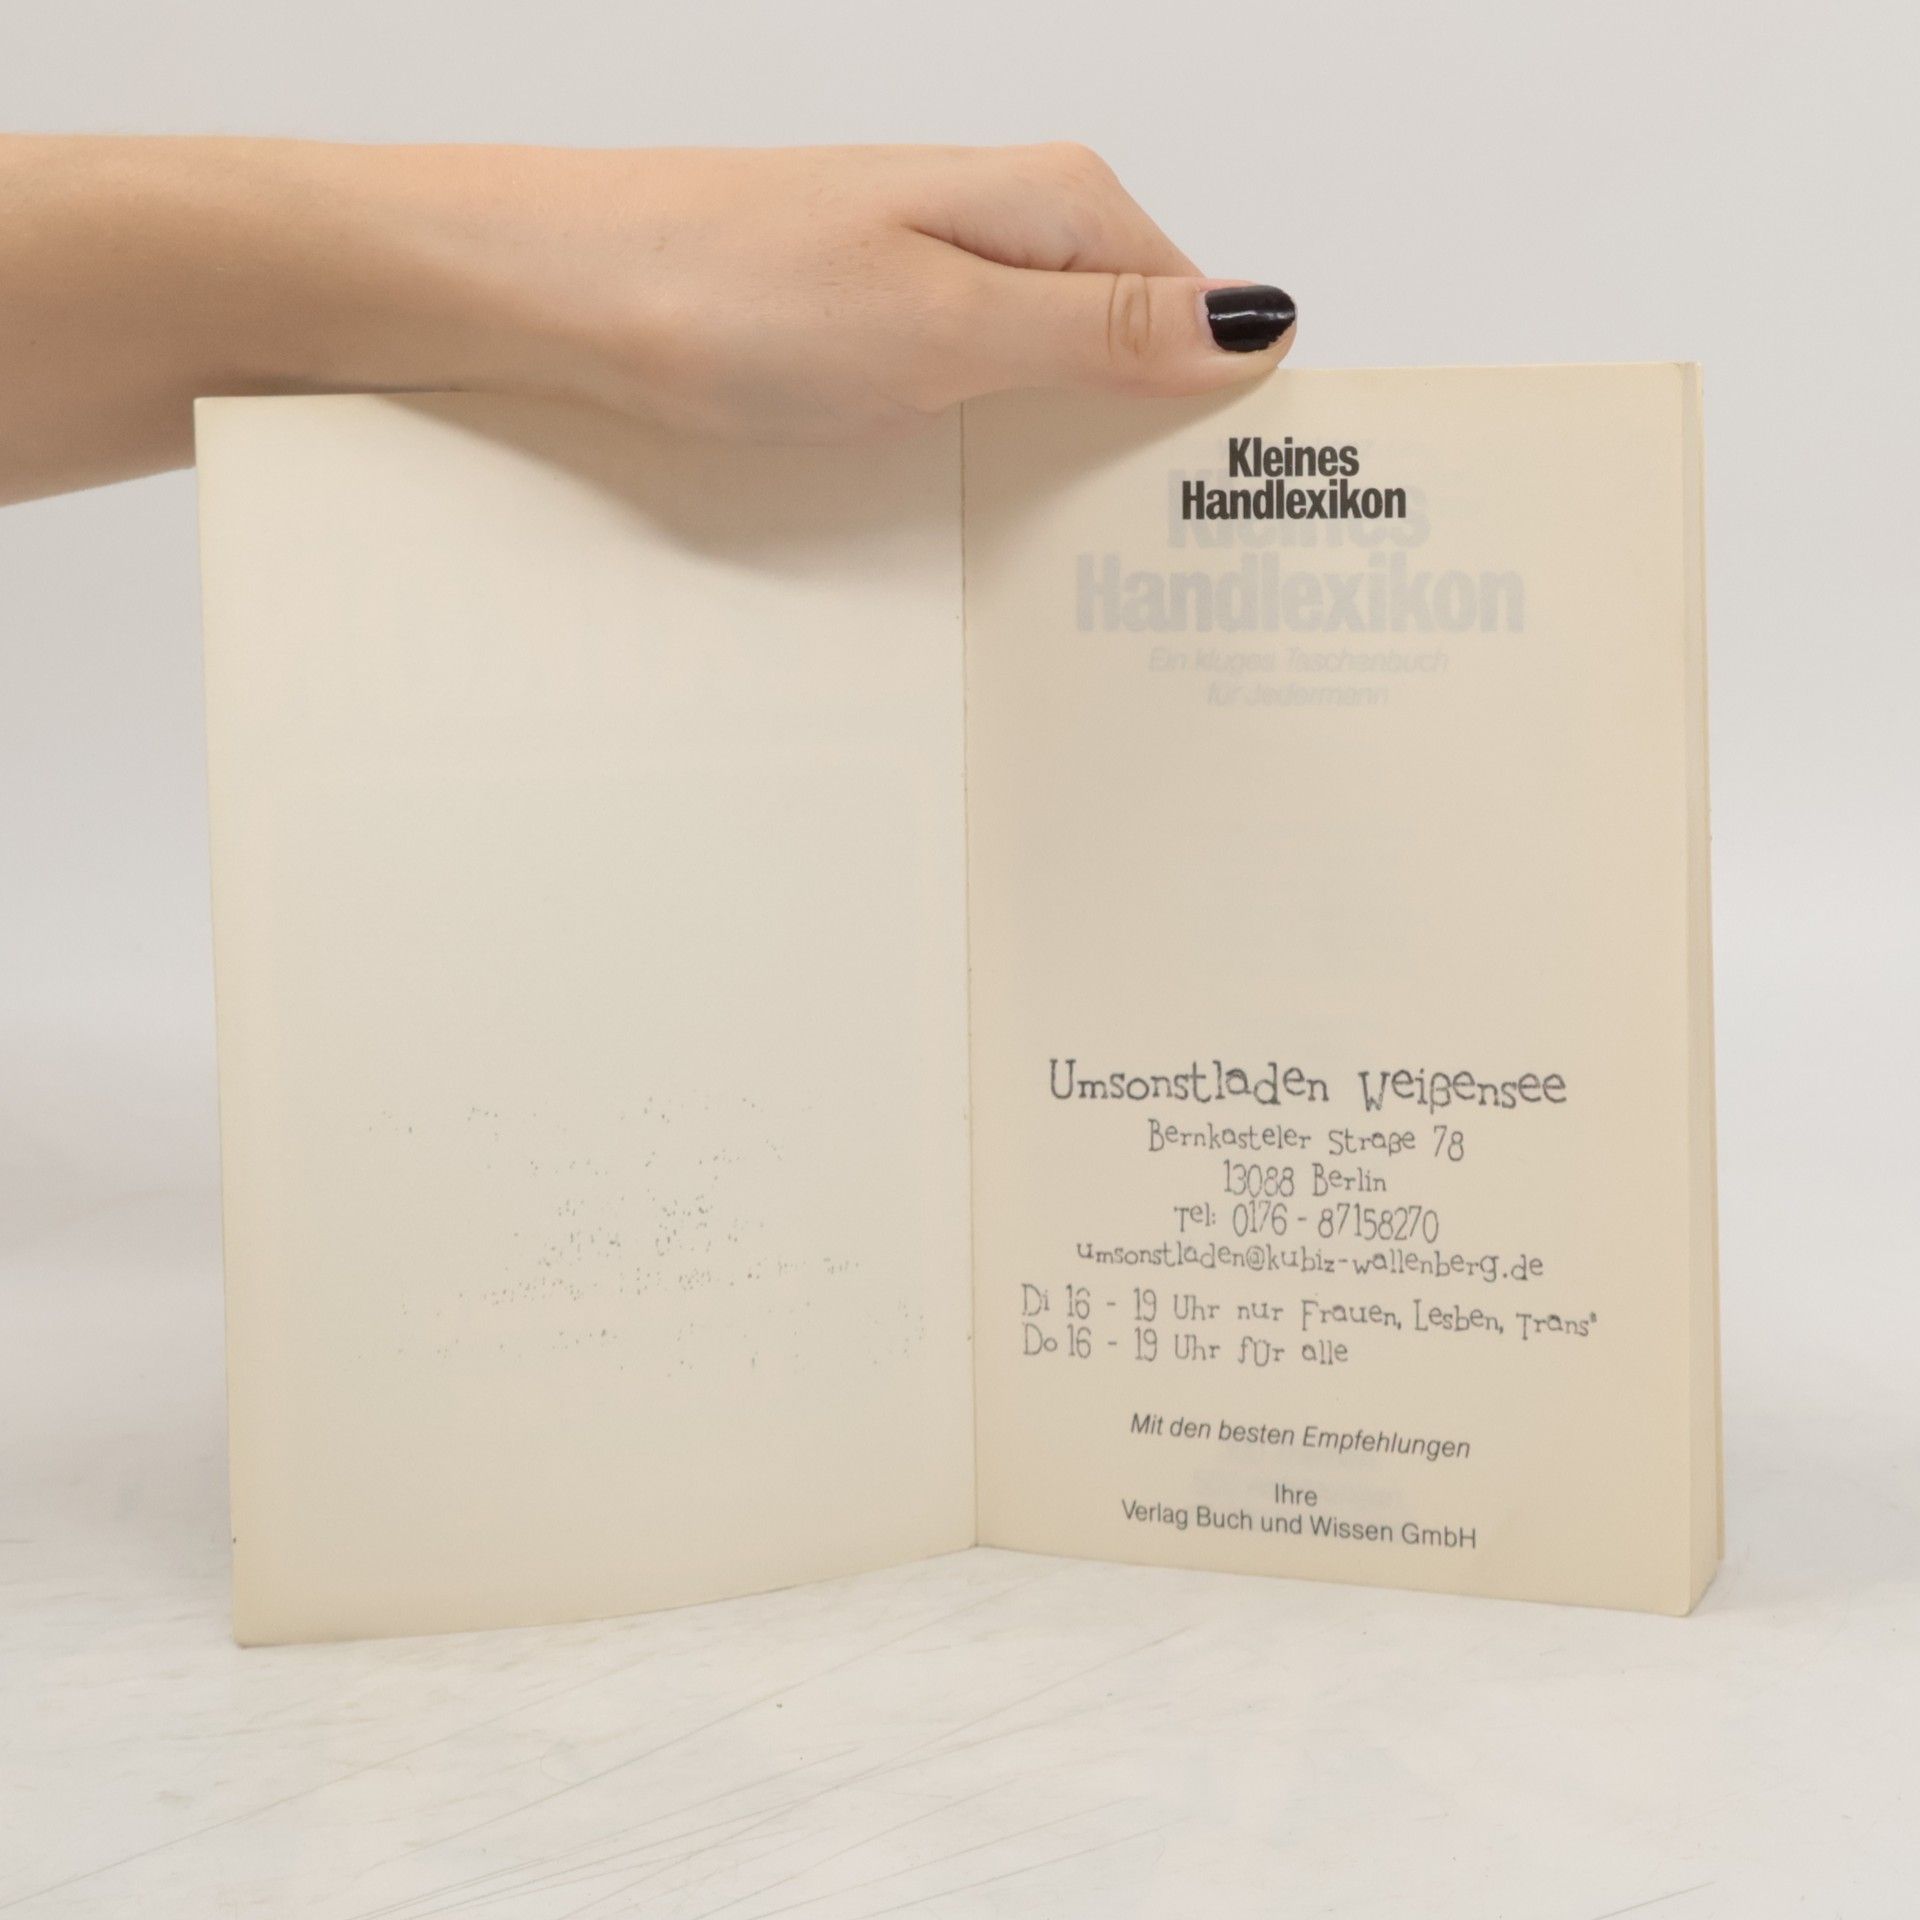 Kleines
Handlexikon
Kleines
Handlexikon
Ein kluges Taschenbuch
für Jedermann
Umsonstladen Weißensee
Bernkasteler Straße 78
13088 Berlin
Tel: 0176 - 87158270
umsonstladen@kubiz-wallenberg.de
Di 16 - 19 Uhr nur Frauen, Lesben, Trans*
Do 16 - 19 Uhr für alle
Mit den besten Empfehlungen
Ihre
Verlag Buch und Wissen GmbH